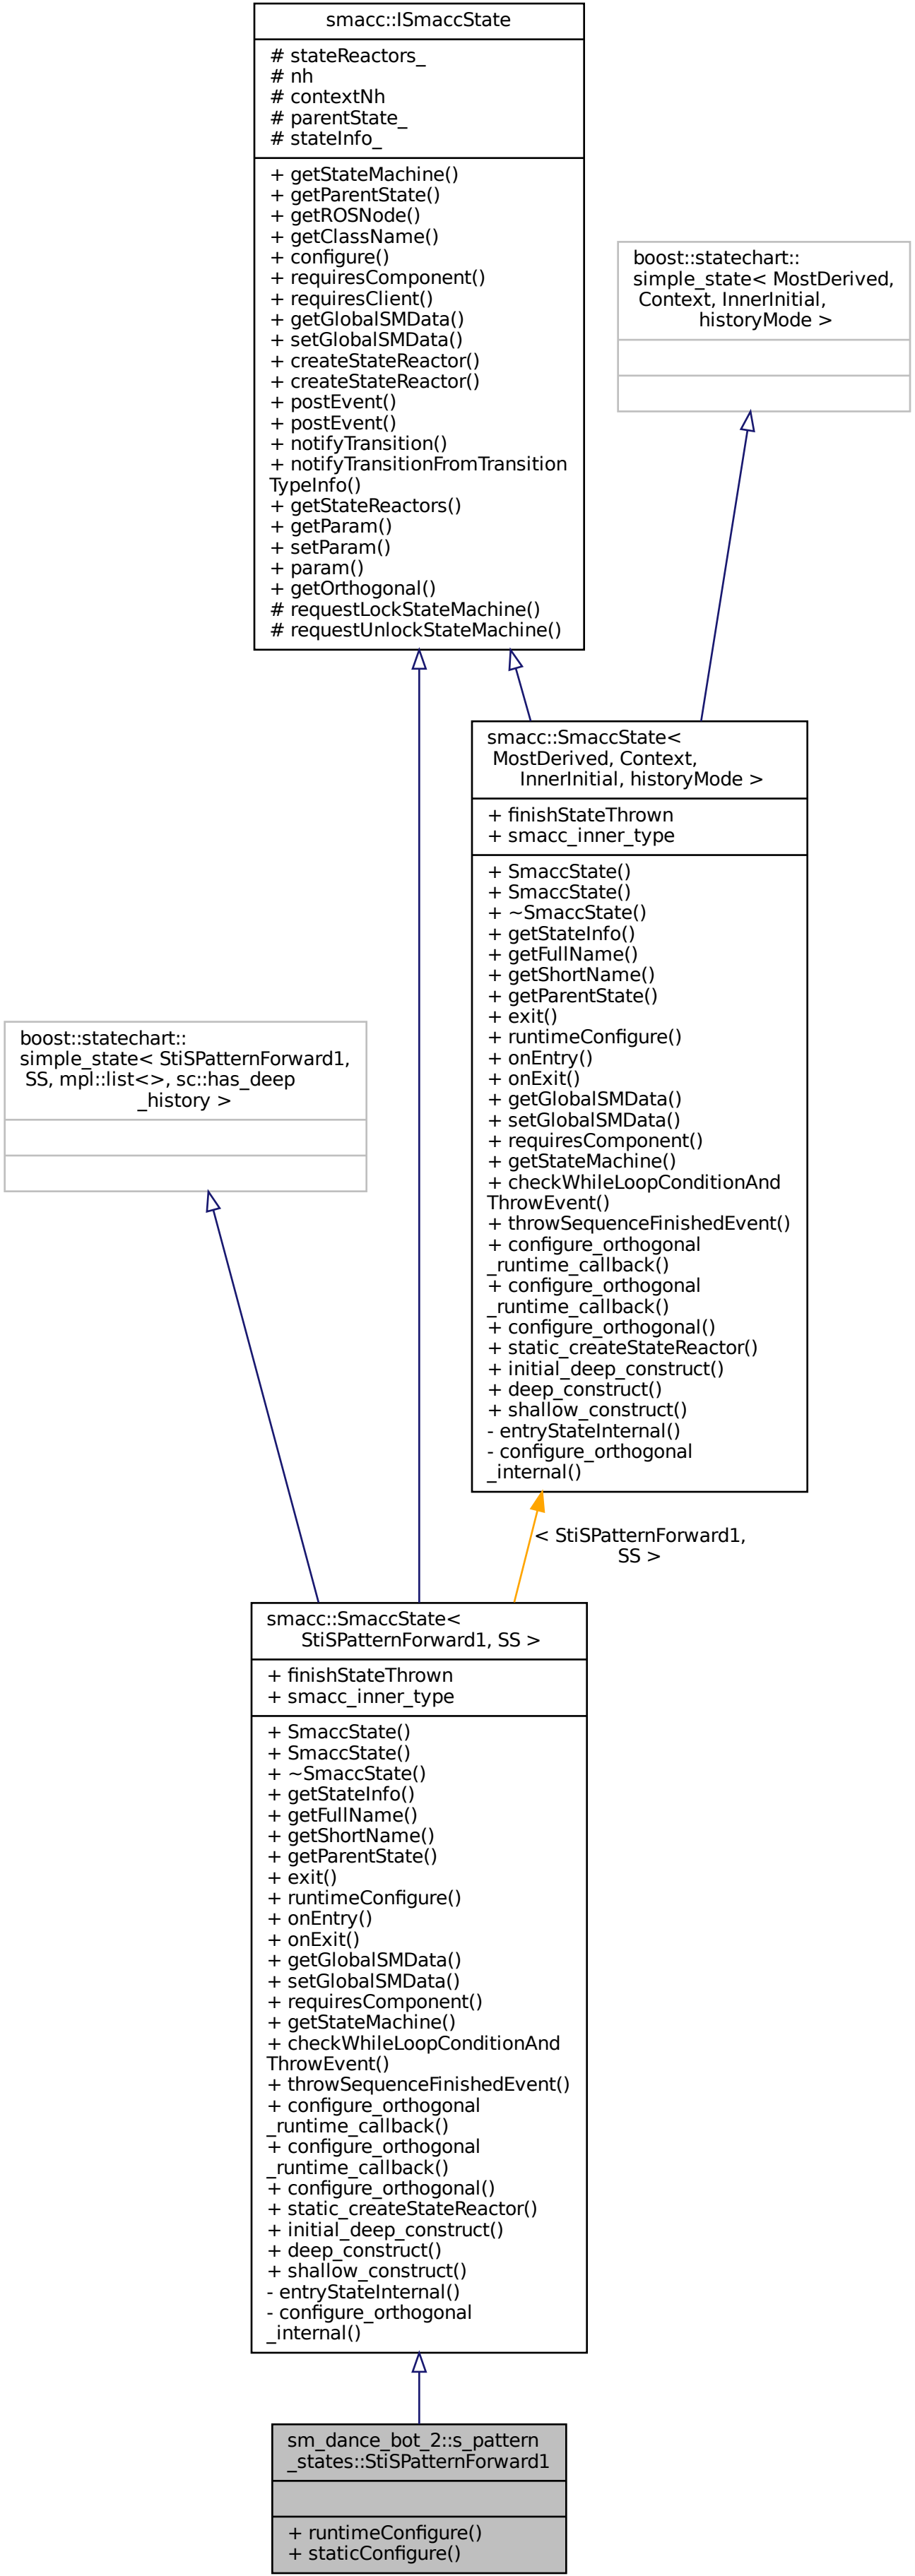 smacc::ISmaccState
# stateReactors_
# nh
# contextNh
# parentState_
# stateInfo_
+ getStateMachine()
+ getParentState()
+ getROSNode()
+ getClassName()
+ configure()
+ requiresComponent()
+ requiresClient()
+ getGlobalSMData()
+ setGlobalSMData()
+ createStateReactor()
+ createStateReactor()
+ postEvent()
+ postEvent()
+ notifyTransition()
+ notifyTransitionFromTransition
TypeInfo()
+ getStateReactors()
+ getParam()
+ setParam()
+ param()
+ getOrthogonal()
# requestLockStateMachine()
# requestUnlockStateMachine()
boost::statechart::
simple_state< MostDerived,
Context, InnerInitial,
historyMode >
smacc::SmaccState<
MostDerived, Context,
InnerInitial, historyMode >
+ finishStateThrown
+ smacc_inner_type
+ SmaccState()
+ SmaccState()
+ ~SmaccState()
+ getStateInfo()
+ getFullName()
+ getShortName()
+ getParentState()
+ exit()
+ runtimeConfigure()
+ onEntry()
+ onExit()
+ getGlobalSMData()
+ setGlobalSMData()
+ requiresComponent()
+ getStateMachine()
+ checkWhileLoopConditionAnd
ThrowEvent()
+ throwSequenceFinishedEvent()
+ configure_orthogonal
_runtime_callback()
+ configure_orthogonal
_runtime_callback()
+ configure_orthogonal()
+ static_createStateReactor()
+ initial_deep_construct()
+ deep_construct()
+ shallow_construct()
- entryStateInternal()
- configure_orthogonal
_internal()
boost::statechart::
simple_state< StiSPatternForward1,
SS, mpl::list<>, sc::has_deep
_history >
< StiSPatternForward1,
SS >
smacc::SmaccState<
StiSPatternForward1, SS >
+ finishStateThrown
+ smacc_inner_type
+ SmaccState()
+ SmaccState()
+ ~SmaccState()
+ getStateInfo()
+ getFullName()
+ getShortName()
+ getParentState()
+ exit()
+ runtimeConfigure()
+ onEntry()
+ onExit()
+ getGlobalSMData()
+ setGlobalSMData()
+ requiresComponent()
+ getStateMachine()
+ checkWhileLoopConditionAnd
ThrowEvent()
+ throwSequenceFinishedEvent()
+ configure_orthogonal
_runtime_callback()
+ configure_orthogonal
_runtime_callback()
+ configure_orthogonal()
+ static_createStateReactor()
+ initial_deep_construct()
+ deep_construct()
+ shallow_construct()
- entryStateInternal()
- configure_orthogonal
_internal()
sm_dance_bot_2::s_pattern
_states::StiSPatternForward1
+ runtimeConfigure()
+ staticConfigure()